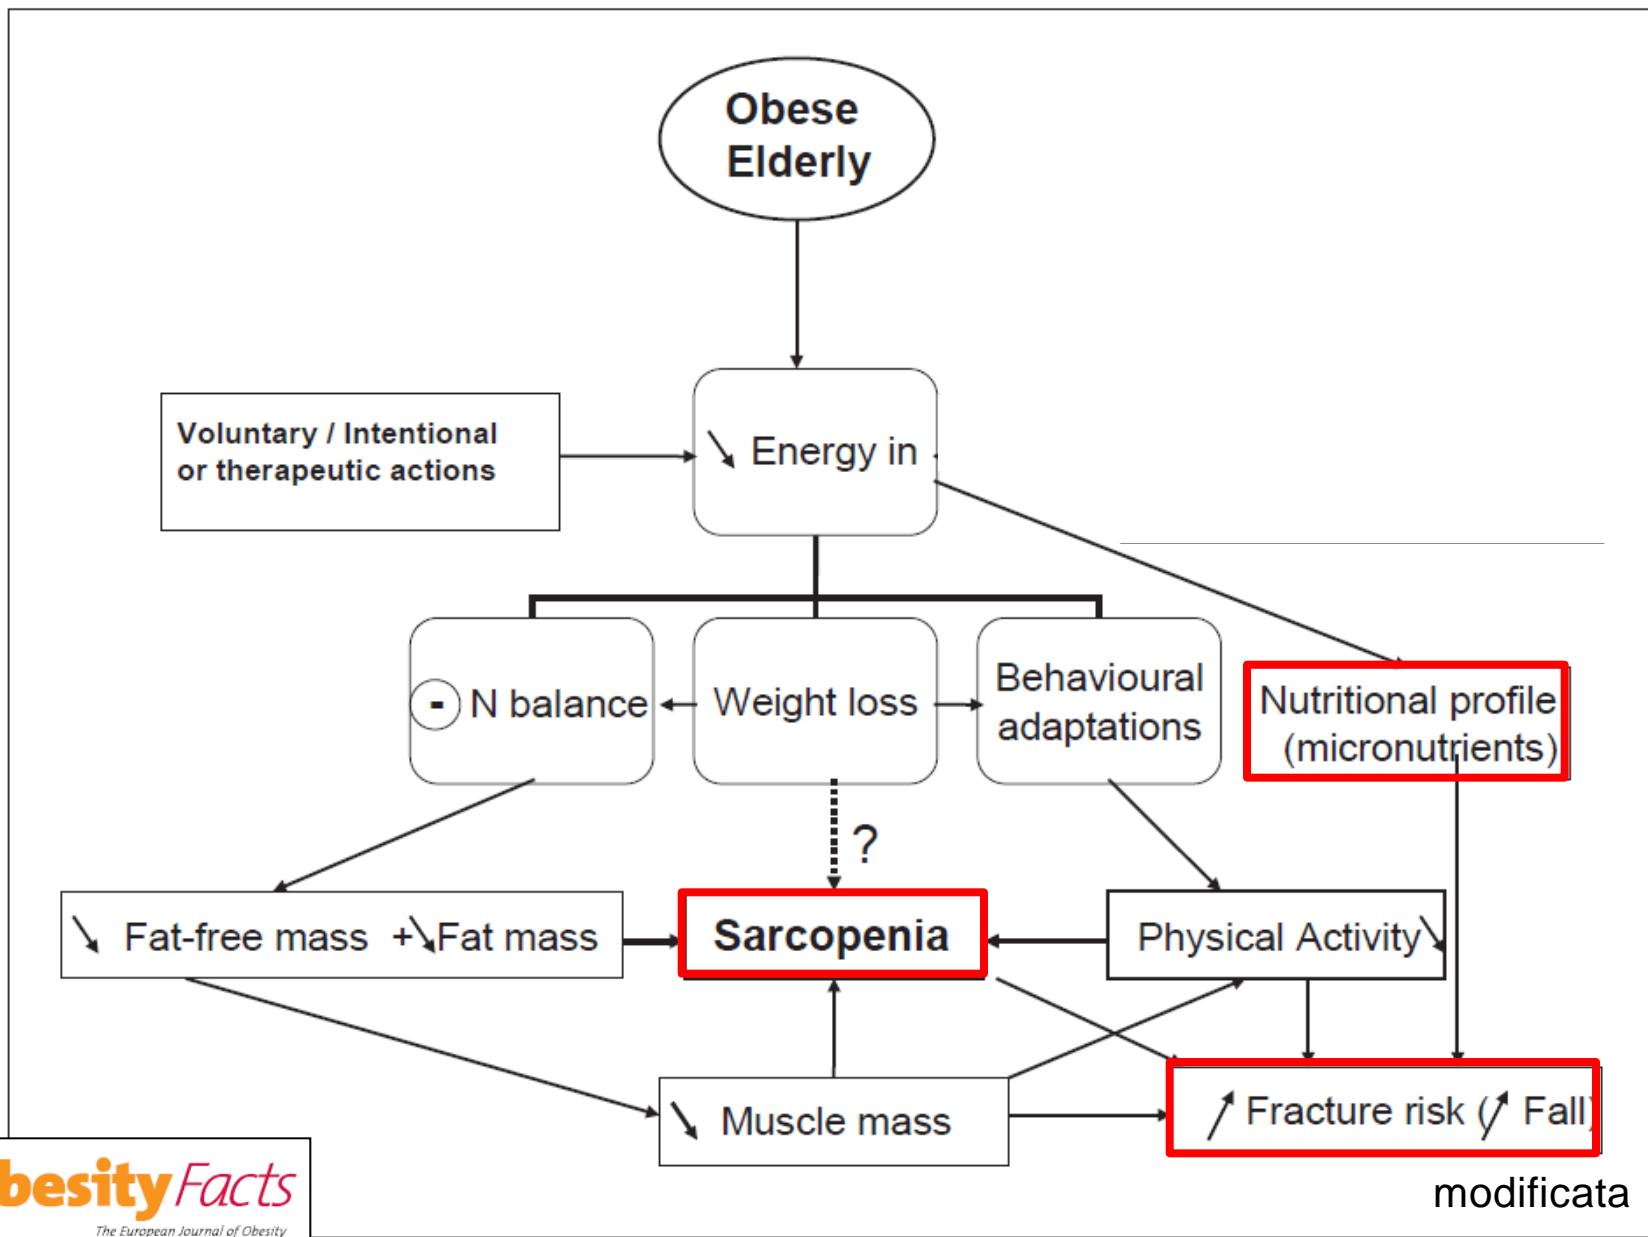 Obese
Elderly
Voluntary / Intentional
or therapeutic actions
↘ Energy in
- N balance
Weight loss
Behavioural
adaptations
Nutritional profile
(micronutrients)
?
↘ Fat-free mass +↘Fat mass
Sarcopenia
Physical Activity↘
↘ Muscle mass
↗ Fracture risk (↗ Fall)
besity Facts
The European Journal of Obesity
modificata